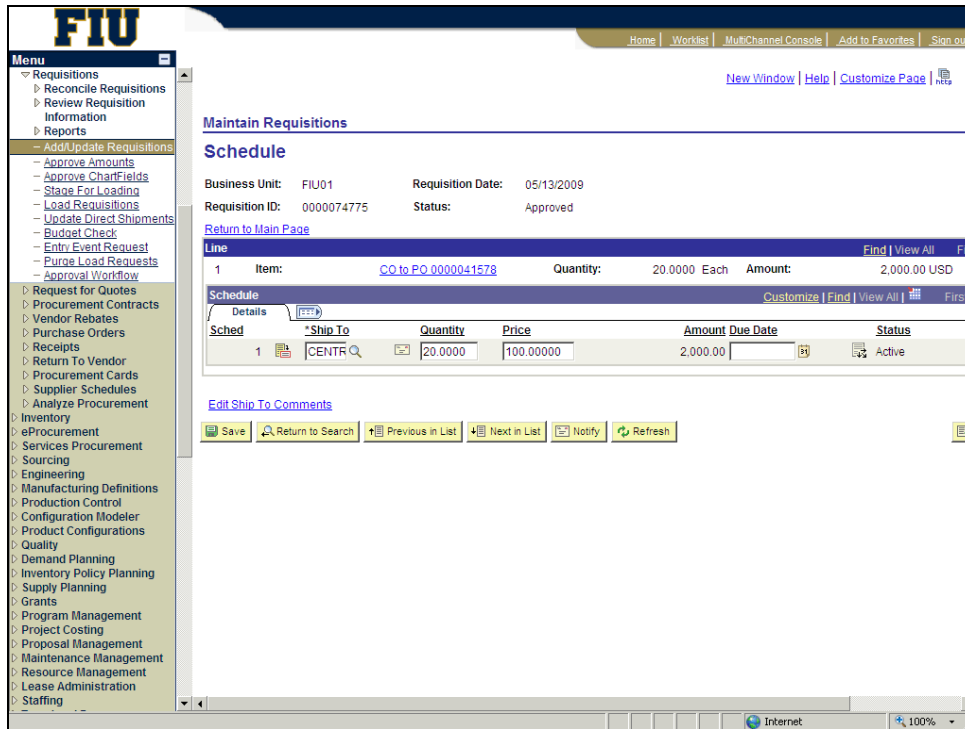 FIU
Home | Worklist | MultiChannel Console | Add to Favorites | Sign ou
Menu
Requisitions
Reconcile Requisitions
Review Requisition
Information
Reports
Add/Update Requisitions
Approve Amounts
Approve ChartFields
Stage For Loading
Load Requisitions
Update Direct Shipments
Budget Check
Entry Event Request
Purge Load Requests
Approval Workflow
Request for Quotes
Procurement Contracts
Vendor Rebates
Purchase Orders
Receipts
Return To Vendor
Procurement Cards
Supplier Schedules
Analyze Procurement
Inventory
eProcurement
Services Procurement
Sourcing
Engineering
Manufacturing Definitions
Production Control
Configuration Modeler
Product Configurations
Quality
Demand Planning
Inventory Policy Planning
Supply Planning
Grants
Program Management
Project Costing
Proposal Management
Maintenance Management
Resource Management
Lease Administration
Staffing
New Window | Help | Customize Page | http
Maintain Requisitions
Schedule
Business Unit: FIU01 Requisition Date: 05/13/2009
Requisition ID: 0000074775 Status: Approved
Return to Main Page
Line Find | View All Fi
1 Item: CO to PO 0000041578 Quantity: 20.0000 Each Amount: 2,000.00 USD
Schedule Customize | Find | View All | First
Details
Sched *Ship To Quantity Price Amount Due Date Status
1 CENTR 20.0000 100.00000 2,000.00 31 Active
Edit Ship To Comments
Save Return to Search Previous in List Next in List Notify Refresh
Internet 100%